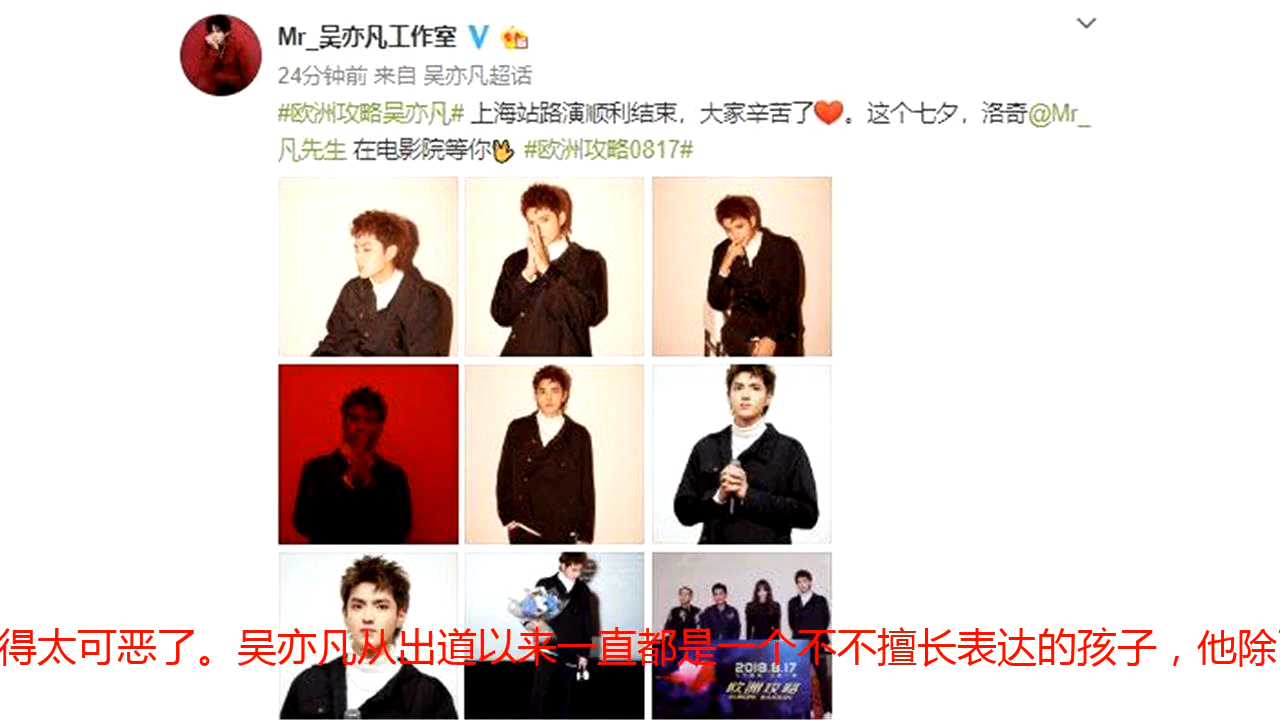 Mr_吴亦凡工作室
24分钟前 来自 吴亦凡超话
#欧洲攻略吴亦凡# 上海站路演顺利结束，大家辛苦了❤。这个七夕，洛奇@Mr_
凡先生 在电影院等你🖖 #欧洲攻略0817#
得太可恶了。吴亦凡从出道以来一直都是一个不不擅长表达的孩子，他除
2018.8.17
欧洲攻略